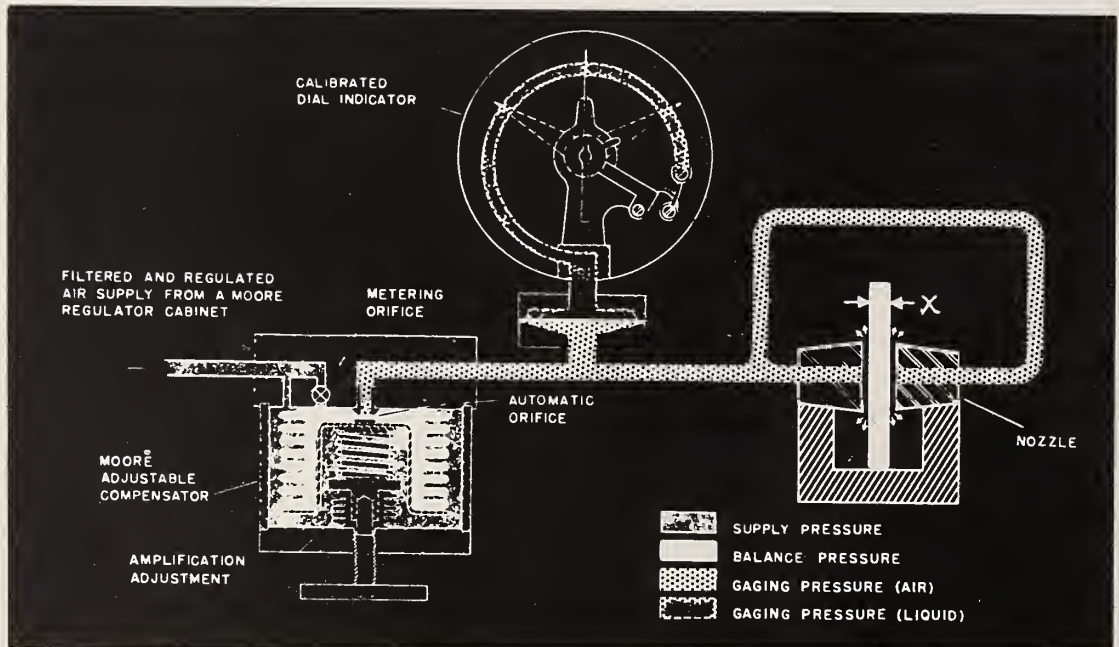 CALIBRATED
DIAL INDICATOR
FILTERED AND REGULATED
AIR SUPPLY FROM A MOORE
REGULATOR CABINET
METERING
ORIFICE
X
AUTOMATIC
ORIFICE
NOZZLE
MOORE
ADJUSTABLE
COMPENSATOR
AMPLIFICATION
ADJUSTMENT
SUPPLY PRESSURE
BALANCE PRESSURE
GAGING PRESSURE (AIR)
GAGING PRESSURE (LIQUID)